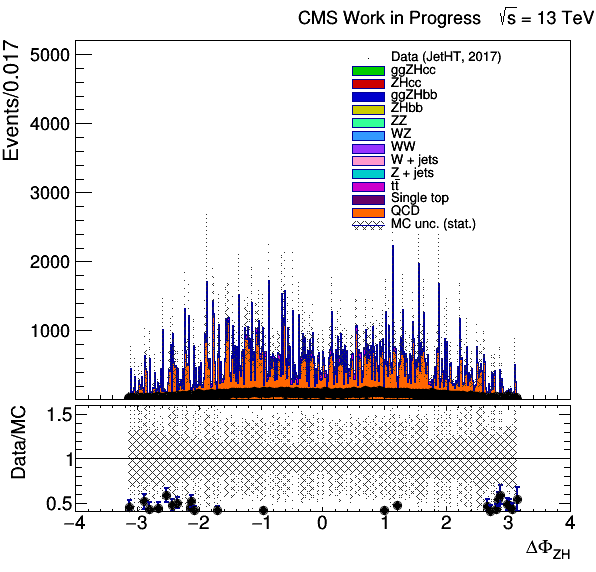 CMS Work in Progress √s = 13 TeV
Events/0.017
5000
4000
3000
2000
1000
Data (JetHT, 2017)
ggZHcc
ZHcc
ggZHbb
ZHbb
ZZ
WZ
WW
W + jets
Z + jets
tt̄
Single top
QCD
MC unc. (stat.)
Data/MC
1.5
1
0.5
−4 −3 −2 −1 0 1 2 3 4
ΔΦ_ZH